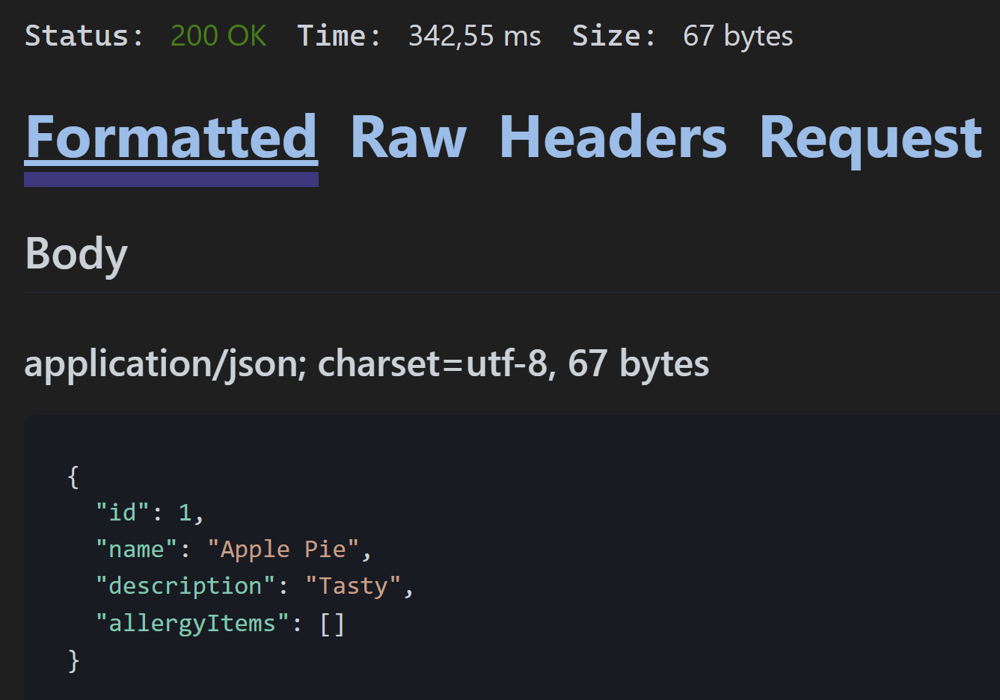 Status: 200 OK Time: 342,55 ms Size: 67 bytes
Formatted Raw Headers Request
Body
application/json; charset=utf-8, 67 bytes
{
"id": 1,
"name": "Apple Pie",
"description": "Tasty",
"allergyItems": []
}